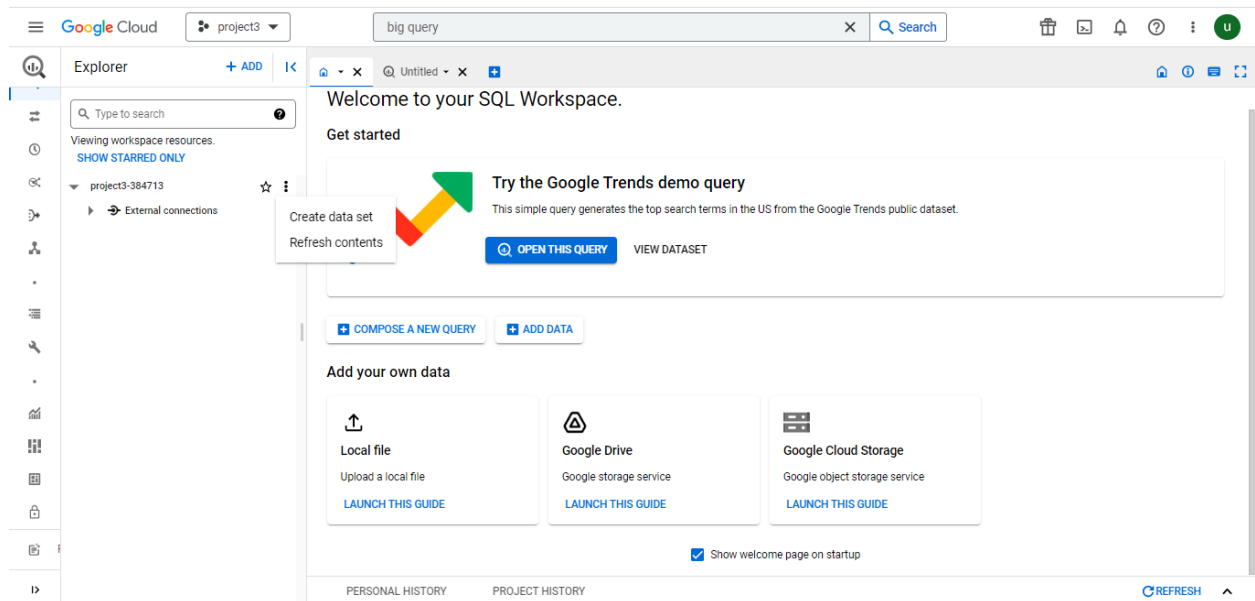 Google Cloud
project3
big query
Search
u
Explorer
+ ADD
Untitled
Type to search
Viewing workspace resources.
SHOW STARRED ONLY
project3-384713
External connections
Create data set
Refresh contents
Welcome to your SQL Workspace.
Get started
Try the Google Trends demo query
This simple query generates the top search terms in the US from the Google Trends public dataset.
OPEN THIS QUERY
VIEW DATASET
COMPOSE A NEW QUERY
ADD DATA
Add your own data
Local file
Upload a local file
LAUNCH THIS GUIDE
Google Drive
Google storage service
LAUNCH THIS GUIDE
Google Cloud Storage
Google object storage service
LAUNCH THIS GUIDE
Show welcome page on startup
PERSONAL HISTORY
PROJECT HISTORY
REFRESH